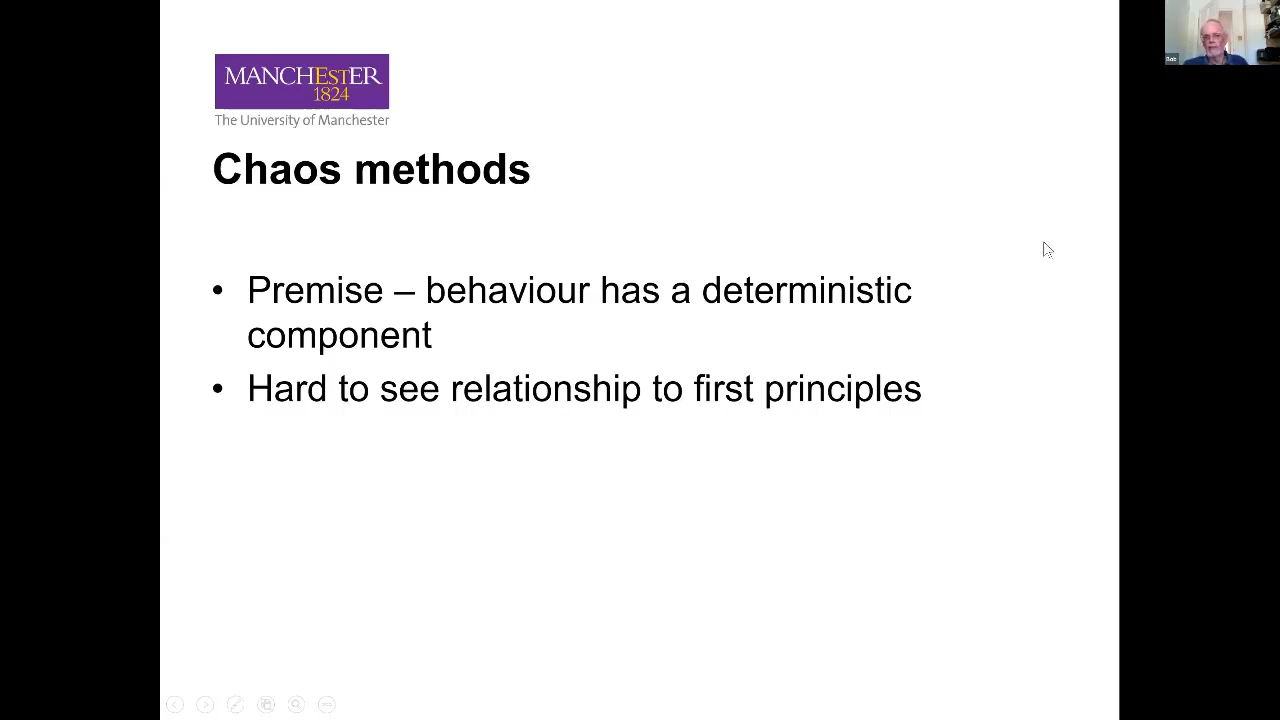 MANCHESTER
1824
The University of Manchester
Bob
Chaos methods
• Premise – behaviour has a deterministic
component
• Hard to see relationship to first principles